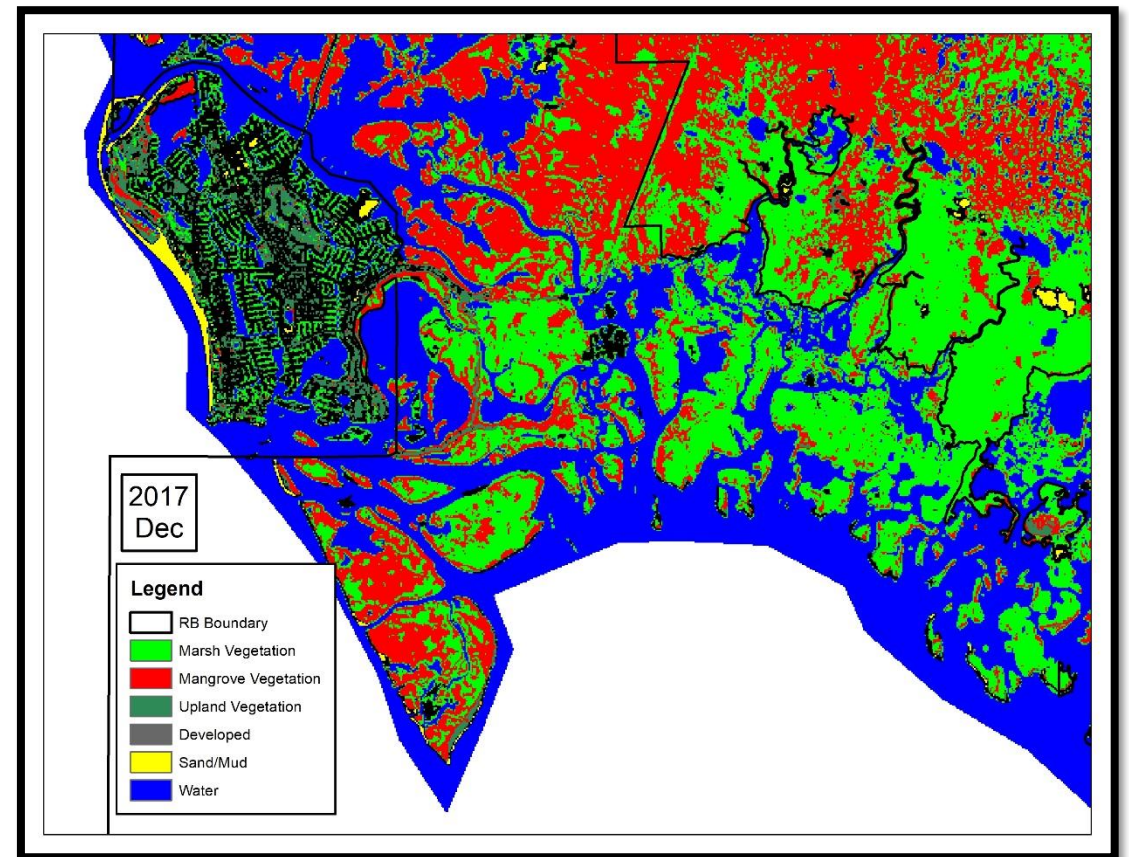 2017
Dec
Legend
RB Boundary
Marsh Vegetation
Mangrove Vegetation
Upland Vegetation
Developed
Sand/Mud
Water